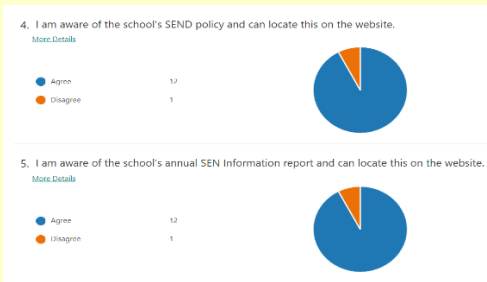 4. I am aware of the school's SEND policy and can locate this on the website.
More Details
Agree 12
Disagree 1
5. I am aware of the school's annual SEN Information report and can locate this on the website.
More Details
Agree 12
Disagree 1